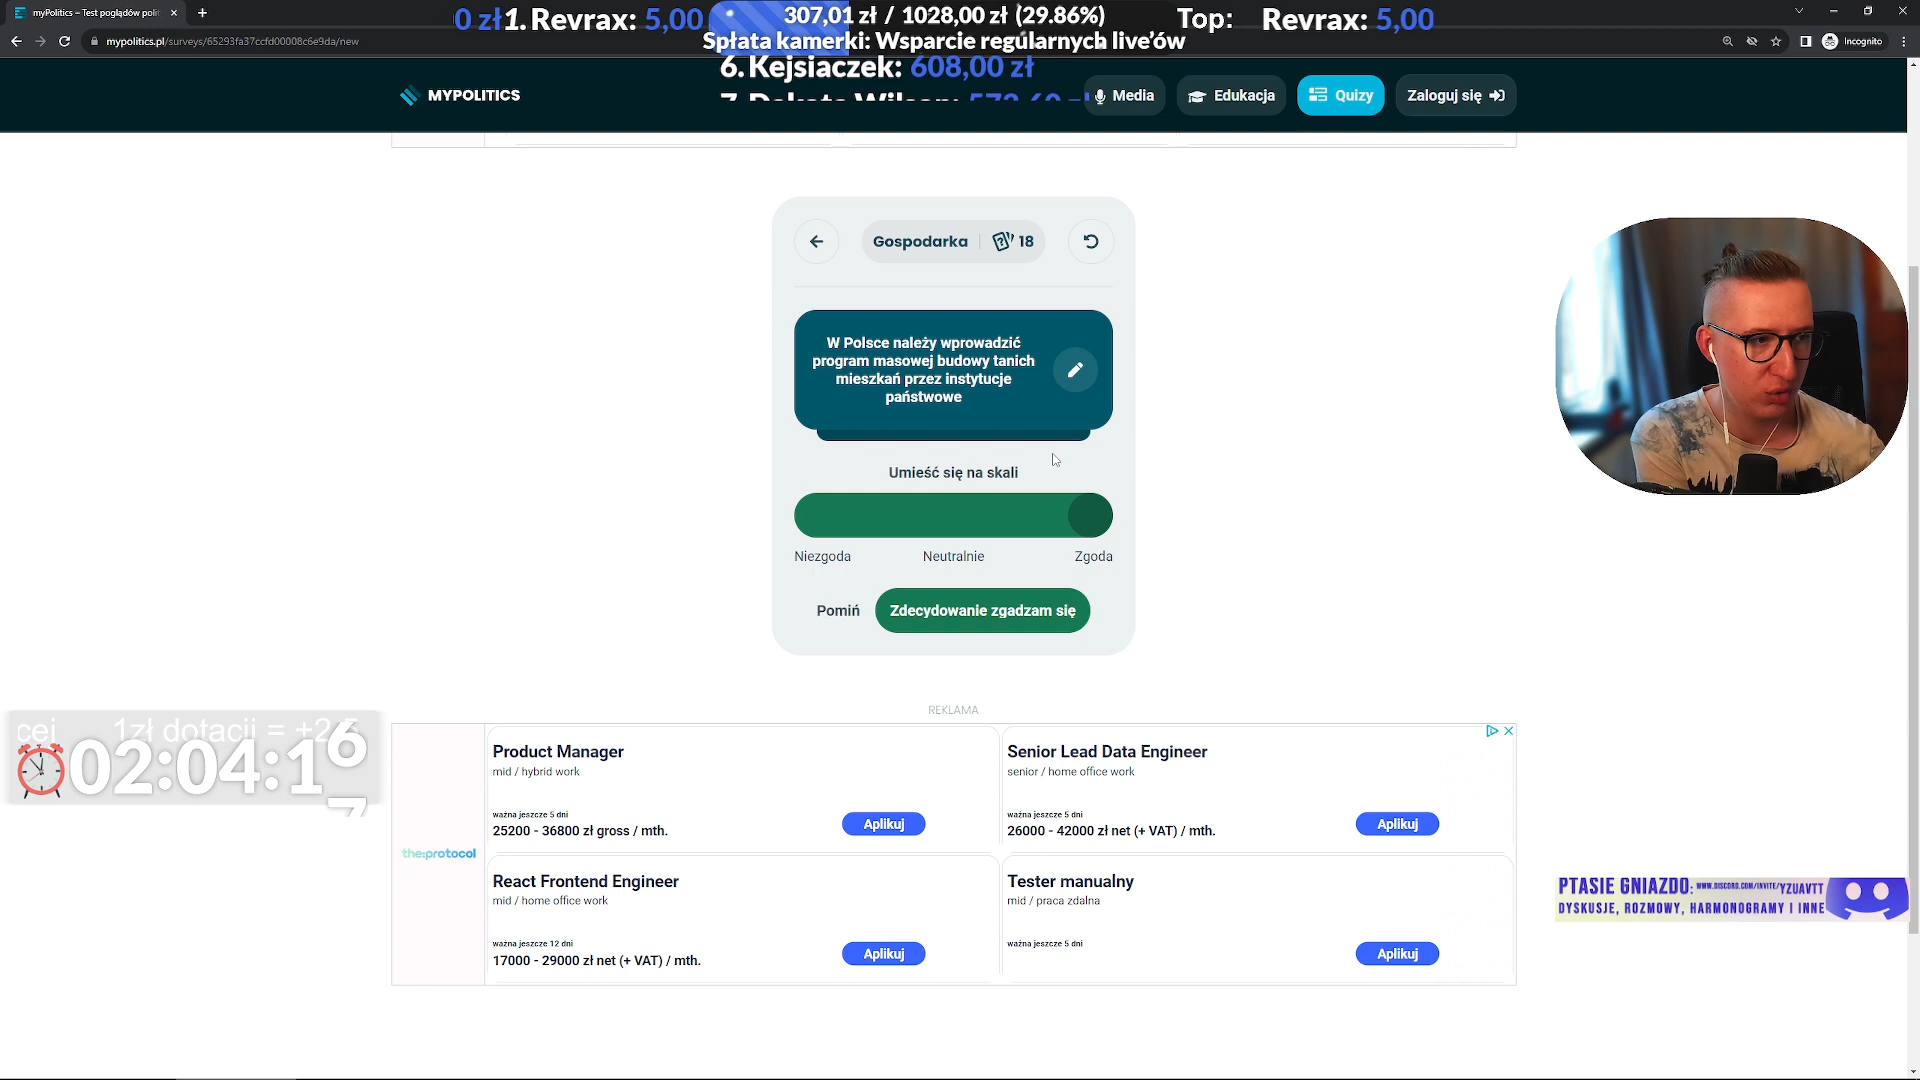 myPolitics – Test poglądów polit
mypolitics.pl/surveys/65293fa37ccfd00008c6e9da/new
Incognito
0 zł 1. Revrax: 5,00
307,01 zł / 1028,00 zł (29.86%)
Spłata kamerki: Wsparcie regularnych live'ów
Top: Revrax: 5,00
6. Kejsiaczek: 608,00 zł
MYPOLITICS
Media
Edukacja
Quizy
Zaloguj się
Gospodarka
18
W Polsce należy wprowadzić
program masowej budowy tanich
mieszkań przez instytucje
państwowe
Umieść się na skali
Niezgoda
Neutralnie
Zgoda
Pomiń
Zdecydowanie zgadzam się
REKLAMA
the:protocol
Product Manager
mid / hybrid work
ważna jeszcze 5 dni
25200 - 36800 zł gross / mth.
Aplikuj
Senior Lead Data Engineer
senior / home office work
ważna jeszcze 5 dni
26000 - 42000 zł net (+ VAT) / mth.
Aplikuj
React Frontend Engineer
mid / home office work
ważna jeszcze 12 dni
17000 - 29000 zł net (+ VAT) / mth.
Aplikuj
Tester manualny
mid / praca zdalna
ważna jeszcze 5 dni
Aplikuj
cej 1zł dotacji = +2
02:04:1
PTASIE GNIAZDO: WWW.DISCORD.COM/INVITE/YZUAVTT
DYSKUSJE, ROZMOWY, HARMONOGRAMY I INNE